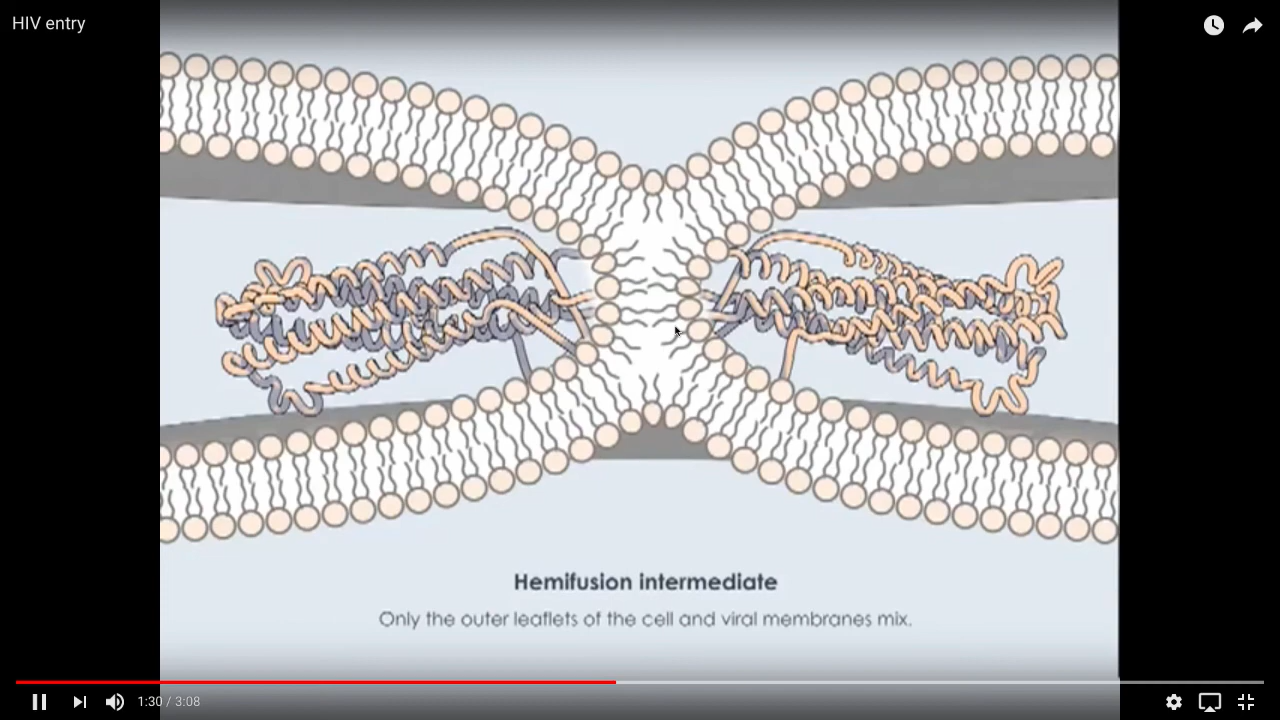 HIV entry
Hemifusion intermediate
Only the outer leaflets of the cell and viral membranes mix.
1:30 / 3:08